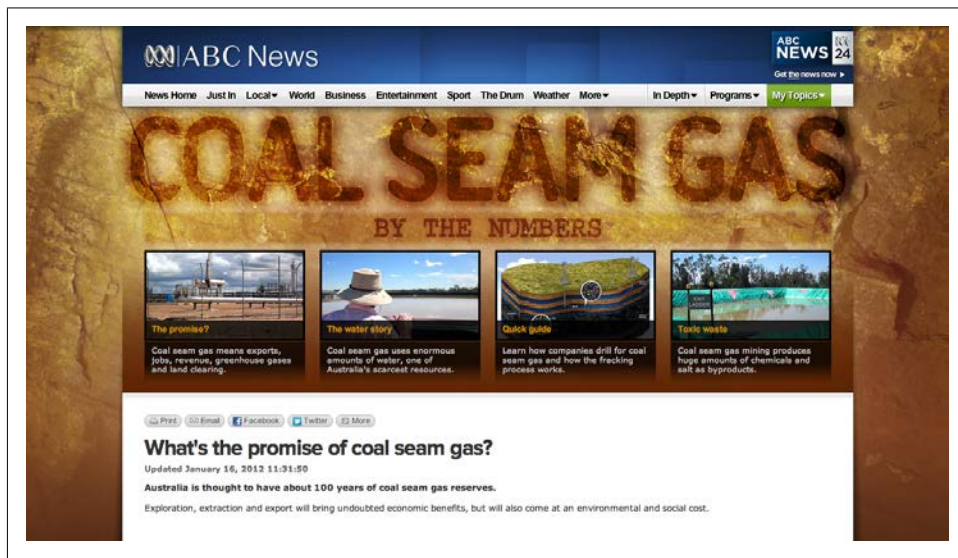 ABC News
ABC
NEWS 24
Get the news now
News Home Just In Local World Business Entertainment Sport The Drum Weather More In Depth Programs My Topics
COAL SEAM GAS
BY THE NUMBERS
The promise?
Coal seam gas means exports,
jobs, revenue, greenhouse gases
and land clearing.
The water story
Coal seam gas uses enormous
amounts of water, one of
Australia's scarcest resources.
Quick guide
Learn how companies drill for coal
seam gas and how the fracking
process works.
EXIT
LADDER
Toxic waste
Coal seam gas mining produces
huge amounts of chemicals and
salt as byproducts.
Print Email Facebook Twitter More
What's the promise of coal seam gas?
Updated January 16, 2012 11:31:50
Australia is thought to have about 100 years of coal seam gas reserves.
Exploration, extraction and export will bring undoubted economic benefits, but will also come at an environmental and social cost.